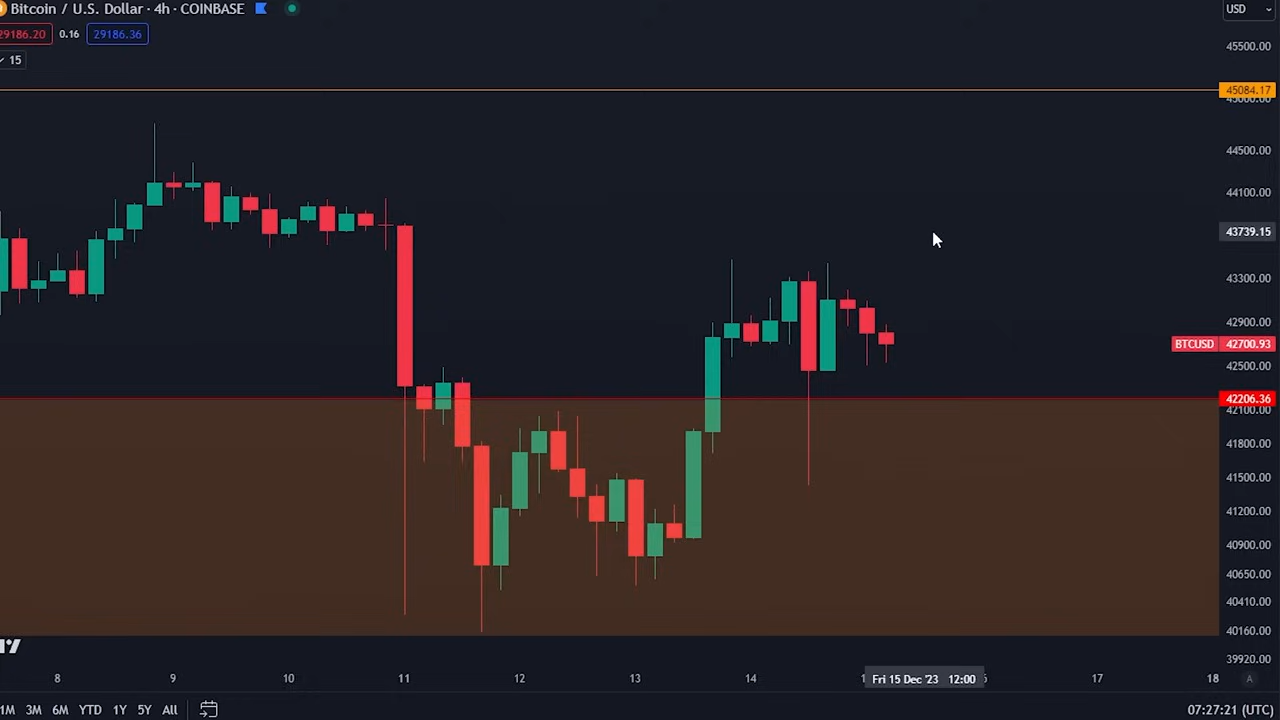 Bitcoin / U.S. Dollar · 4h · COINBASE
USD
29186.20 0.16 29186.36
15
45500.00
45084.17
45000.00
44500.00
44100.00
43739.15
43300.00
42900.00
BTCUSD 42700.93
42500.00
42206.36
42100.00
41800.00
41500.00
41200.00
40900.00
40650.00
40410.00
40160.00
39920.00
8 9 10 11 12 13 14 Fri 15 Dec '23 12:00 17 18 A
1M 3M 6M YTD 1Y 5Y All
07:27:21 (UTC)